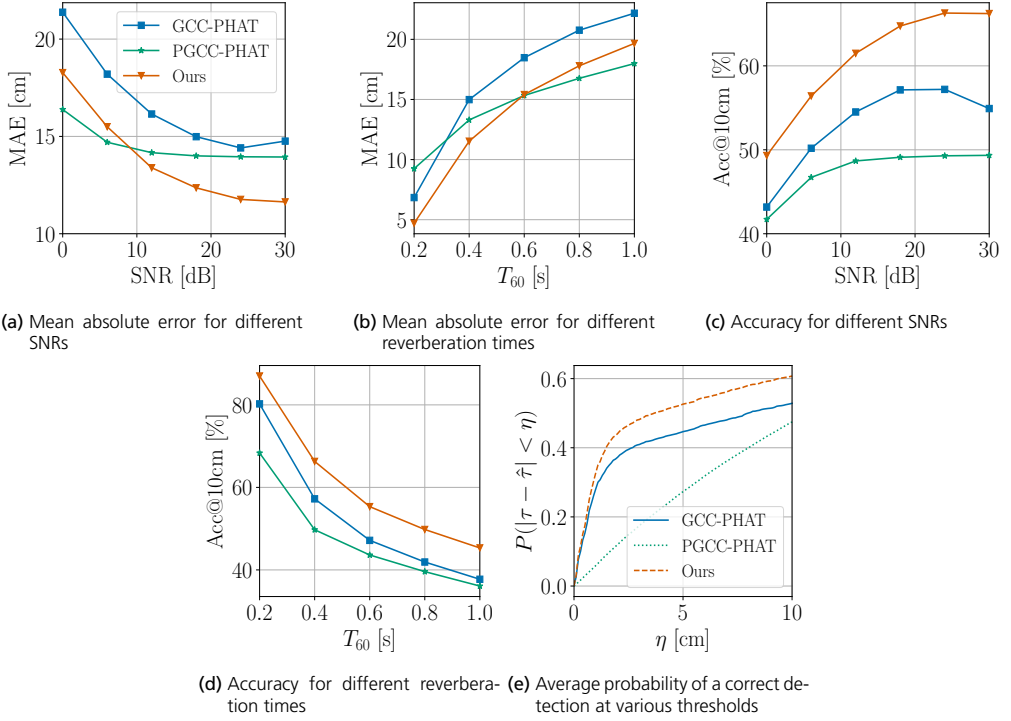 20
15
10
MAE [cm]
0
10
20
30
SNR [dB]
GCC-PHAT
PGCC-PHAT
Ours
(a) Mean absolute error for different
SNRs
20
15
10
5
MAE [cm]
0.2
0.4
0.6
0.8
1.0
T60 [s]
(b) Mean absolute error for different
reverberation times
60
50
40
Acc@10cm [%]
0
10
20
30
SNR [dB]
(c) Accuracy for different SNRs
80
60
40
Acc@10cm [%]
0.2
0.4
0.6
0.8
1.0
T60 [s]
(d) Accuracy for different reverbera-
tion times
0.6
0.4
0.2
0.0
P(|τ − τ̂| < η)
0
5
10
η [cm]
GCC-PHAT
PGCC-PHAT
Ours
(e) Average probability of a correct de-
tection at various thresholds